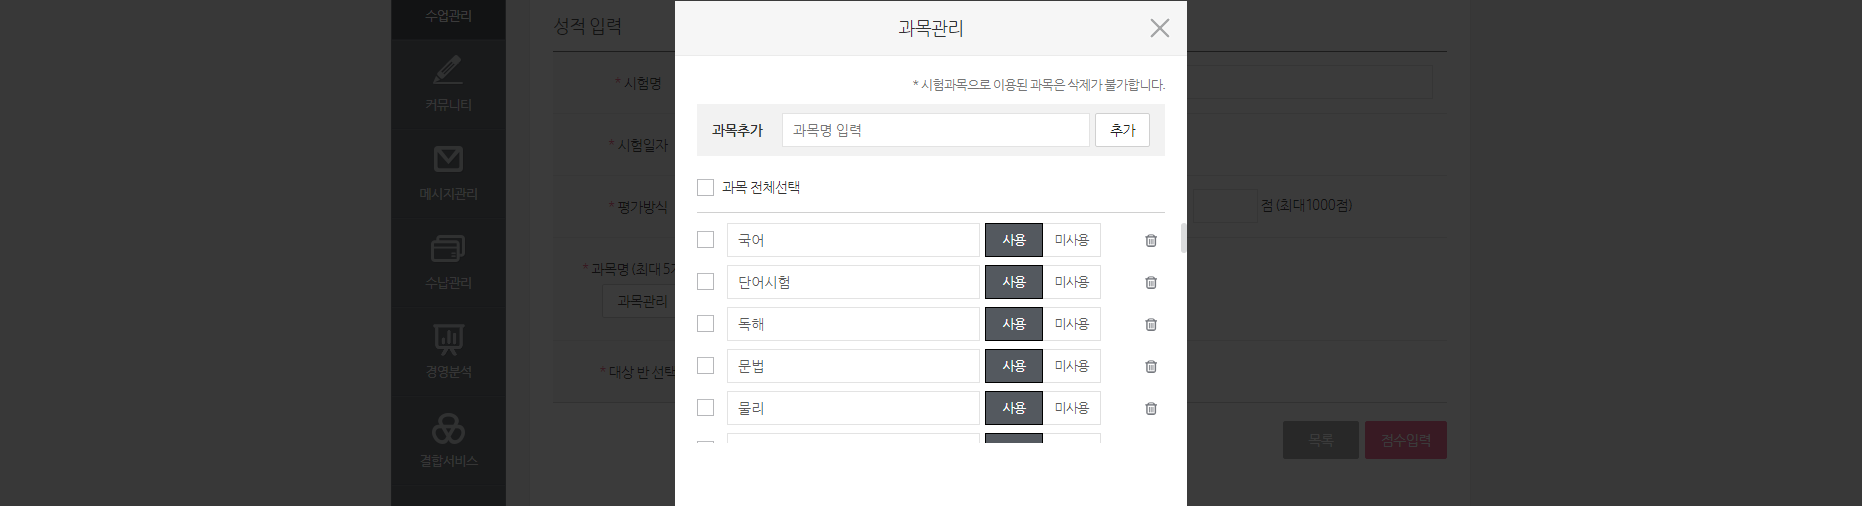 수업관리
커뮤니티
메시지관리
수납관리
경영분석
결합서비스
성적 입력
* 시험명
* 시험일자
* 평가방식
점 (최대1000점)
* 과목명 (최대 5
과목관리
* 대상 반 선택
목록
점수입력
과목관리
* 시험과목으로 이용된 과목은 삭제가 불가합니다.
과목추가 과목명 입력 추가
과목 전체선택
국어 사용 미사용
단어시험 사용 미사용
독해 사용 미사용
문법 사용 미사용
물리 사용 미사용